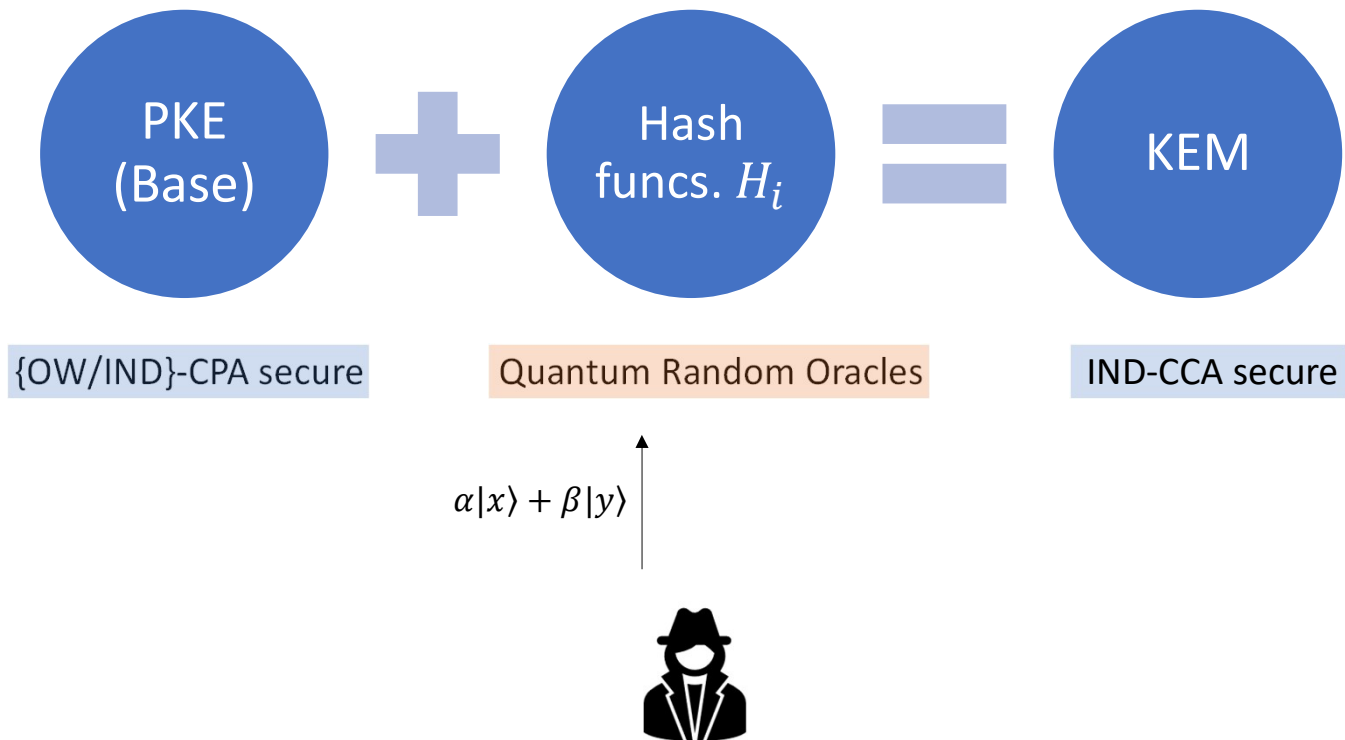 PKE
(Base)
Hash
funcs. H_i
KEM
{OW/IND}-CPA secure
Quantum Random Oracles
IND-CCA secure
α|x⟩ + β|y⟩